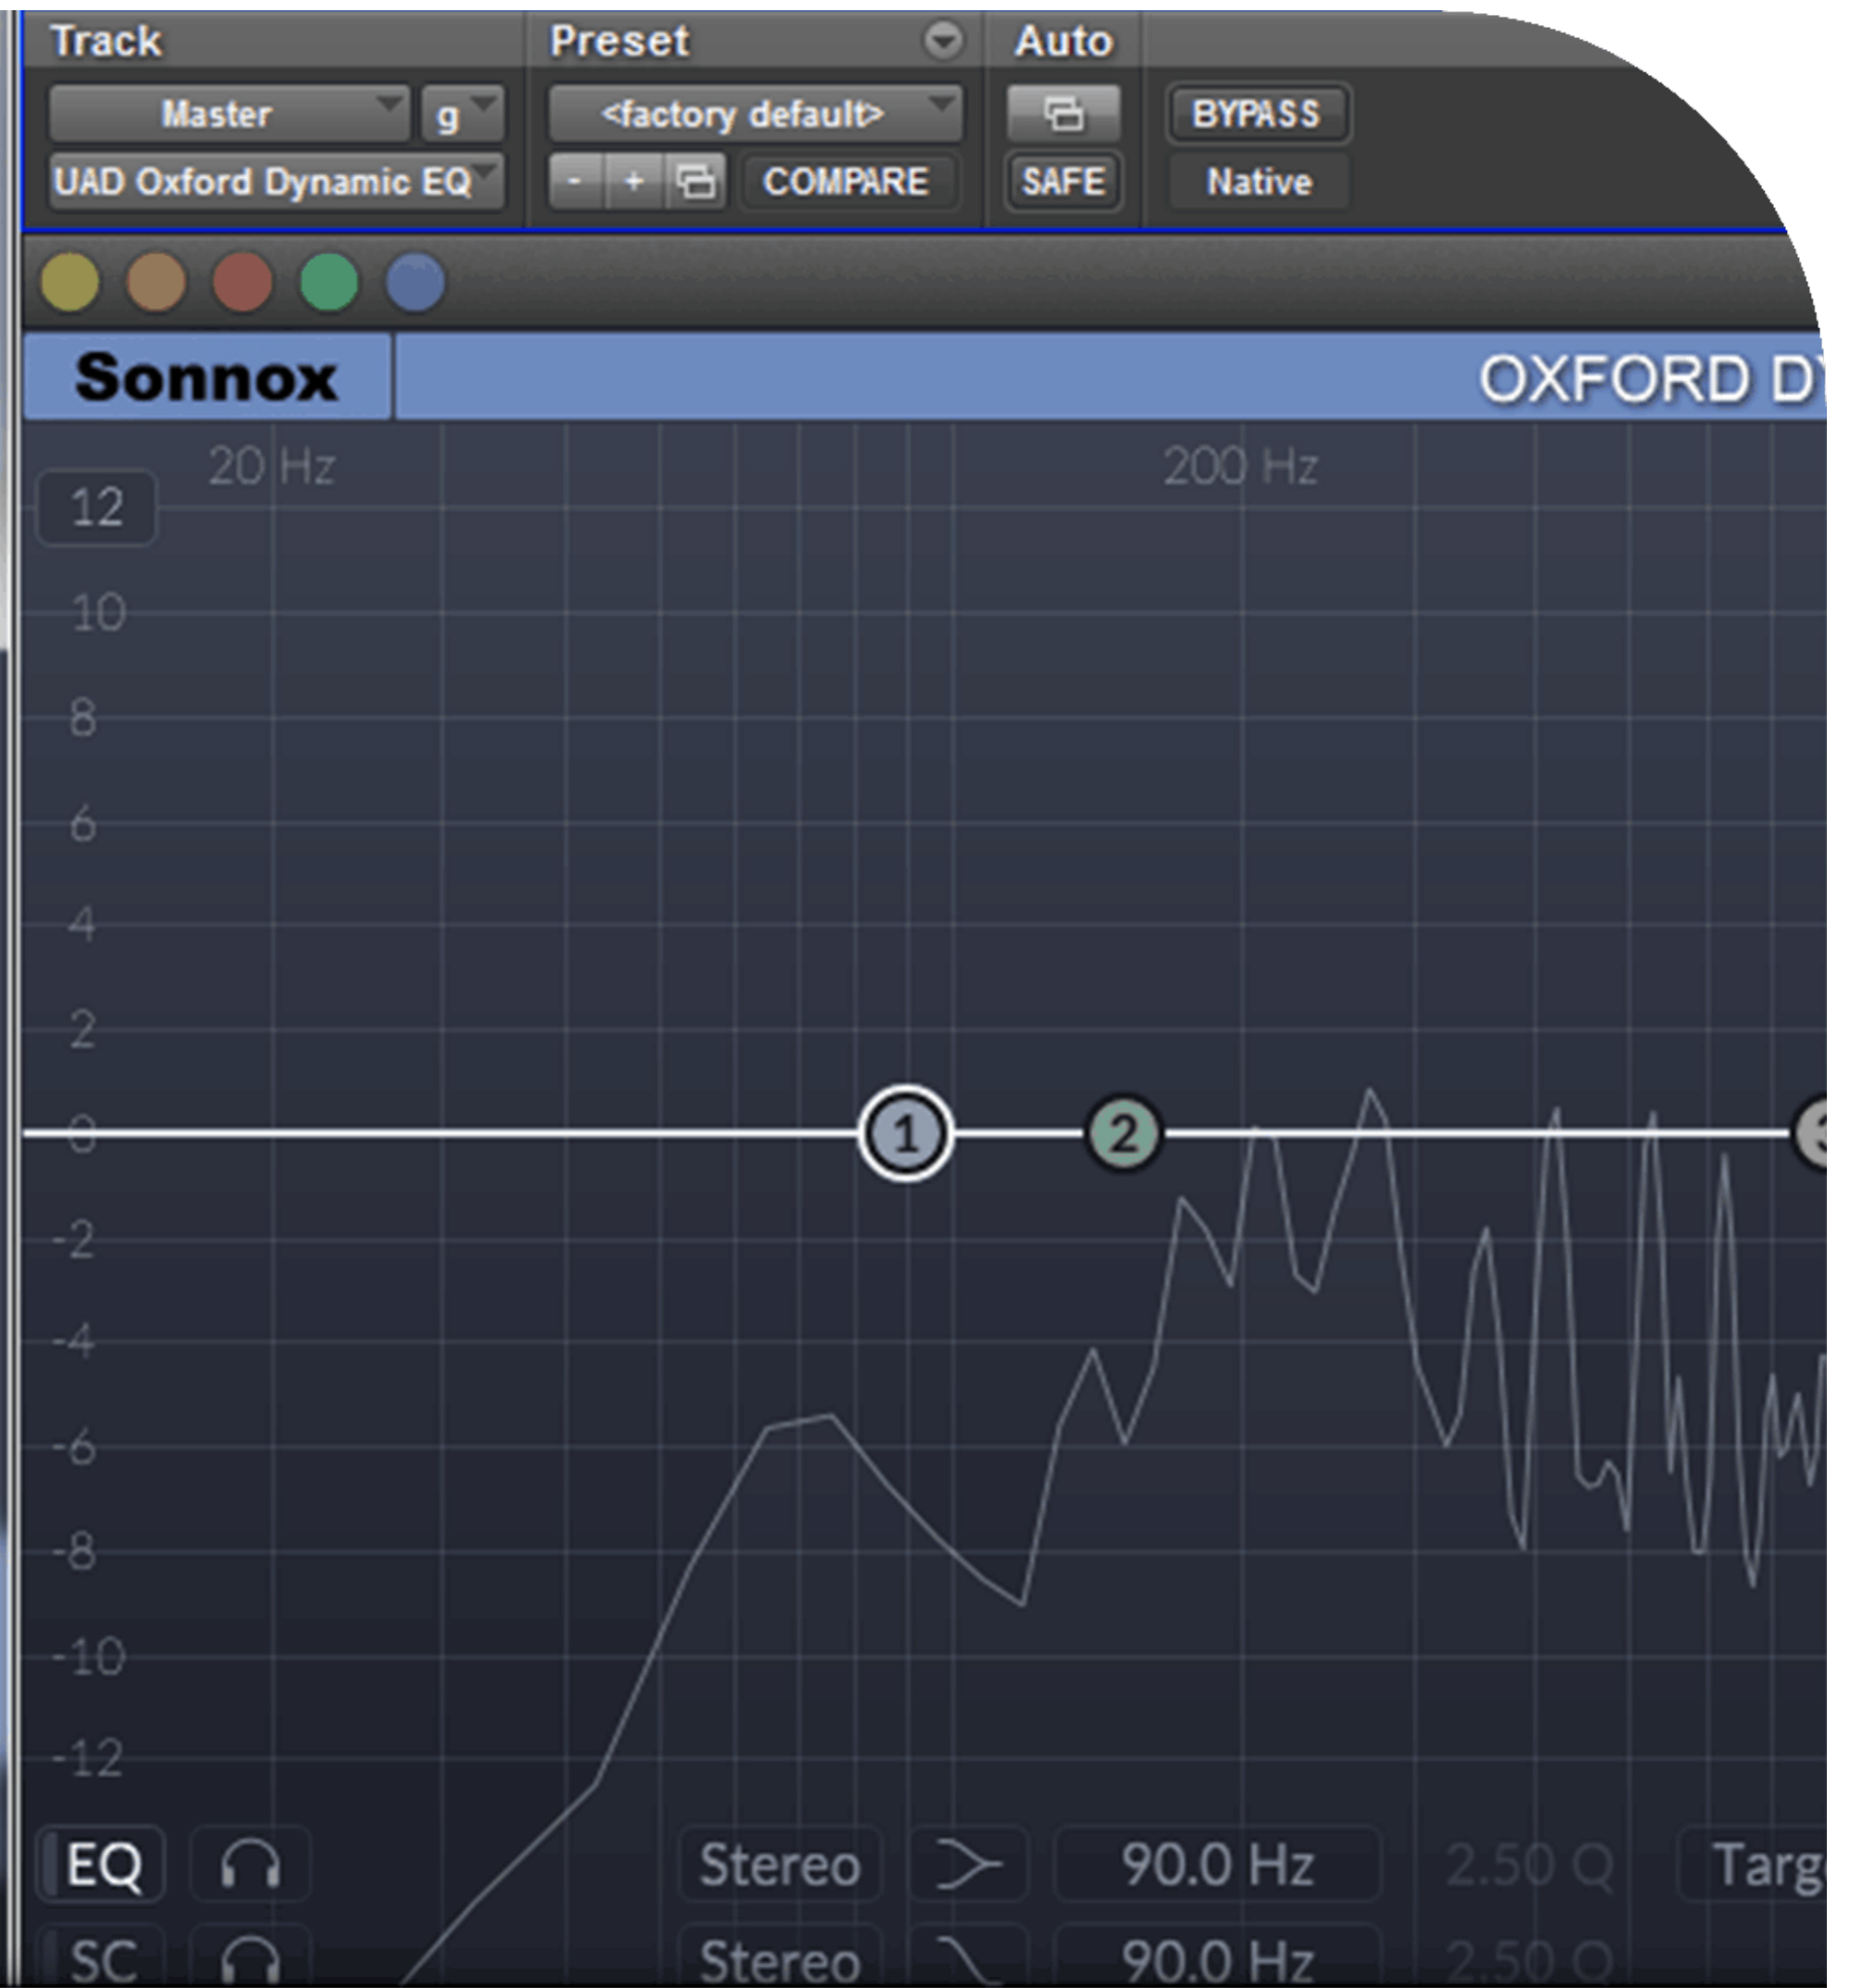 Track Preset Auto
Master g <factory default> BYPASS
UAD Oxford Dynamic EQ - + COMPARE SAFE Native
Sonnox OXFORD
20 Hz 200 Hz
12
10
8
6
4
2
0
1 2
-2
-4
-6
-8
-10
-12
EQ Stereo 90.0 Hz 2.50 Q
SC Stereo 90.0 Hz 2.50 Q